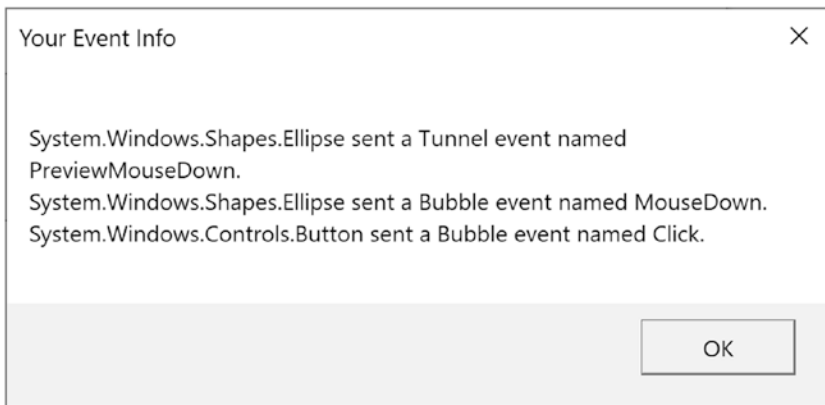 Your Event Info
System.Windows.Shapes.Ellipse sent a Tunnel event named
PreviewMouseDown.
System.Windows.Shapes.Ellipse sent a Bubble event named MouseDown.
System.Windows.Controls.Button sent a Bubble event named Click.
OK